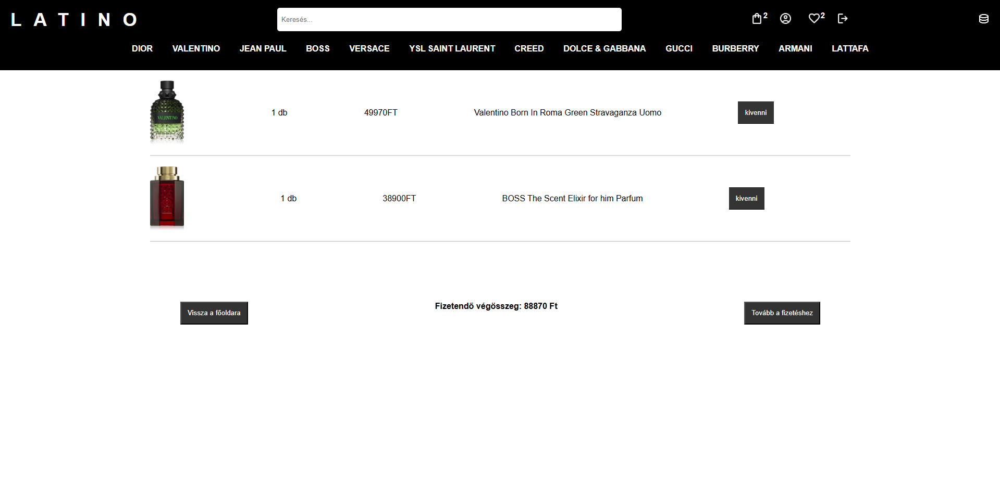 LATINO
Keresés...
2
2
DIOR VALENTINO JEAN PAUL BOSS VERSACE YSL SAINT LAURENT CREED DOLCE & GABBANA GUCCI BURBERRY ARMANI LATTAFA
VALENTINO
1 db 49970FT Valentino Born In Roma Green Stravaganza Uomo kivenni
1 db 38900FT BOSS The Scent Elixir for him Parfum kivenni
Vissza a főoldara Fizetendő végösszeg: 88870 Ft Tovább a fizetéshez